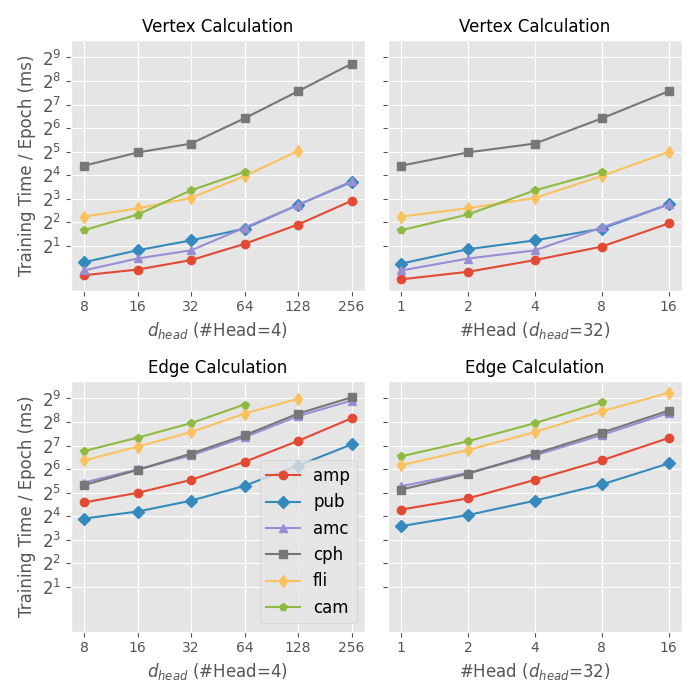 Vertex Calculation
Vertex Calculation
Training Time / Epoch (ms)
2^9
2^8
2^7
2^6
2^5
2^4
2^3
2^2
2^1
8 16 32 64 128 256
d_head (#Head=4)
1 2 4 8 16
#Head (d_head=32)
Edge Calculation
Edge Calculation
Training Time / Epoch (ms)
2^9
2^8
2^7
2^6
2^5
2^4
2^3
2^2
2^1
amp
pub
amc
cph
fli
cam
8 16 32 64 128 256
d_head (#Head=4)
1 2 4 8 16
#Head (d_head=32)